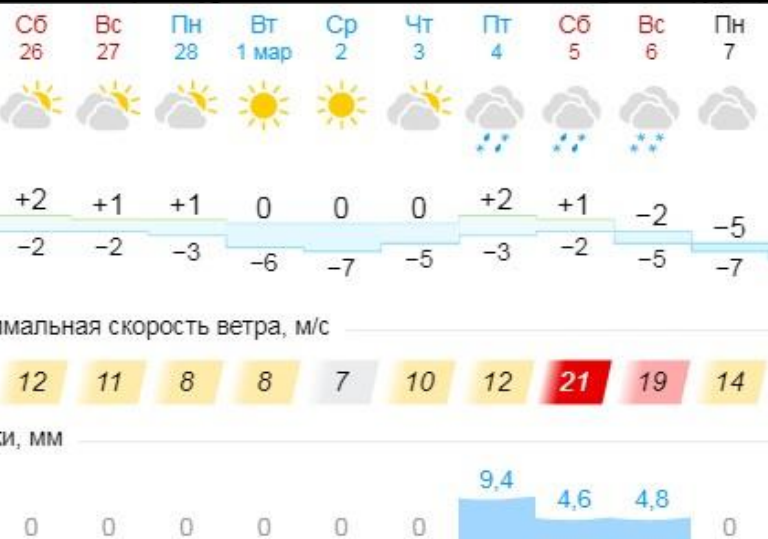 Сб Вс Пн Вт Ср Чт Пт Сб Вс Пн
26 27 28 1 мар 2 3 4 5 6 7
+2 +1 +1 0 0 0 +2 +1 −2 −5
−2 −2 −3 −6 −7 −5 −3 −2 −5 −7
имальная скорость ветра, м/с
12 11 8 8 7 10 12 21 19 14
ки, мм
9,4 4,6 4,8
0 0 0 0 0 0 0